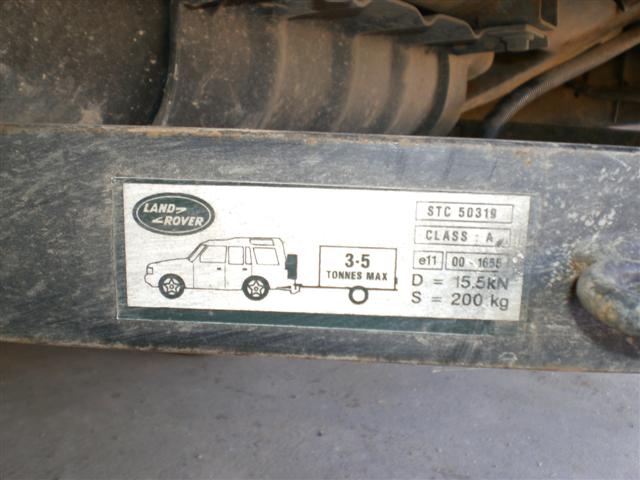 LAND
ROVER
3-5
TONNES MAX
STC 50319
CLASS : A
e11 00 - 1655
D = 15.5kN
S = 200 kg